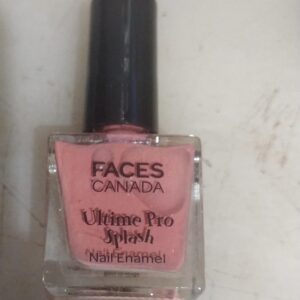 FACES
CANADA
Ultime Pro
Splash
Nail Enamel